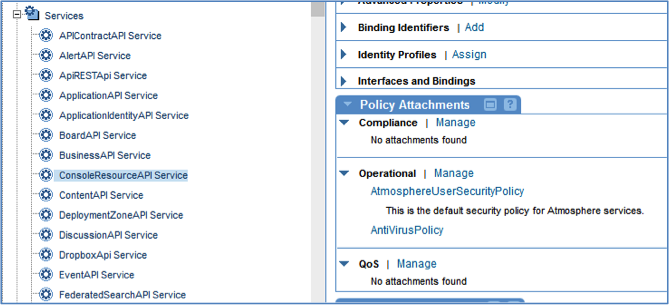 Services
APIContractAPI Service
AlertAPI Service
ApiRESTApi Service
ApplicationAPI Service
ApplicationIdentityAPI Service
BoardAPI Service
BusinessAPI Service
ConsoleResourceAPI Service
ContentAPI Service
DeploymentZoneAPI Service
DiscussionAPI Service
DropboxApi Service
EventAPI Service
FederatedSearchAPI Service
Advanced Properties | Modify
Binding Identifiers | Add
Identity Profiles | Assign
Interfaces and Bindings
Policy Attachments ?
Compliance | Manage
No attachments found
Operational | Manage
AtmosphereUserSecurityPolicy
This is the default security policy for Atmosphere services.
AntiVirusPolicy
QoS | Manage
No attachments found